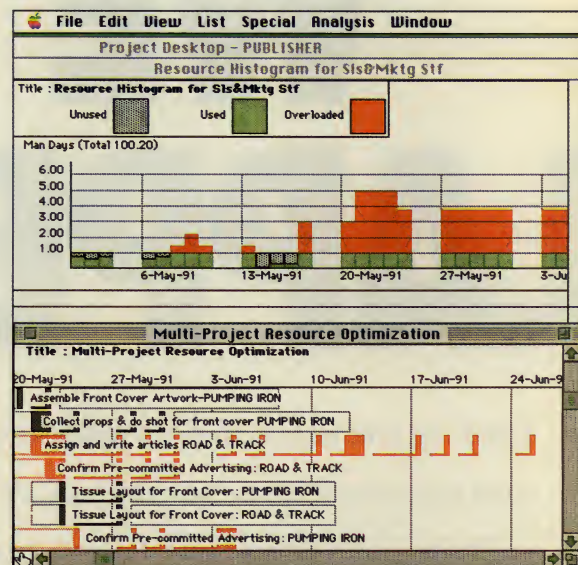 File Edit View List Special Analysis Window
Project Desktop - PUBLISHER
Resource Histogram for Sls&Mktg Stf
Title : Resource Histogram for Sls&Mktg Stf
Unused Used Overloaded
Man Days (Total 100.20)
6.00
5.00
4.00
3.00
2.00
1.00
6-May-91 13-May-91 20-May-91 27-May-91 3-Ju
Multi-Project Resource Optimization
Title : Multi-Project Resource Optimization
20-May-91 27-May-91 3-Jun-91 10-Jun-91 17-Jun-91 24-Jun-9
Assemble Front Cover Artwork-PUMPING IRON
Collect props & do shot for front cover PUMPING IRON
Assign and write articles ROAD & TRACK
Confirm Pre-committed Advertising: ROAD & TRACK
Tissue Layout for Front Cover: PUMPING IRON
Tissue Layout for Front Cover: ROAD & TRACK
Confirm Pre-committed Advertising: PUMPING IRON